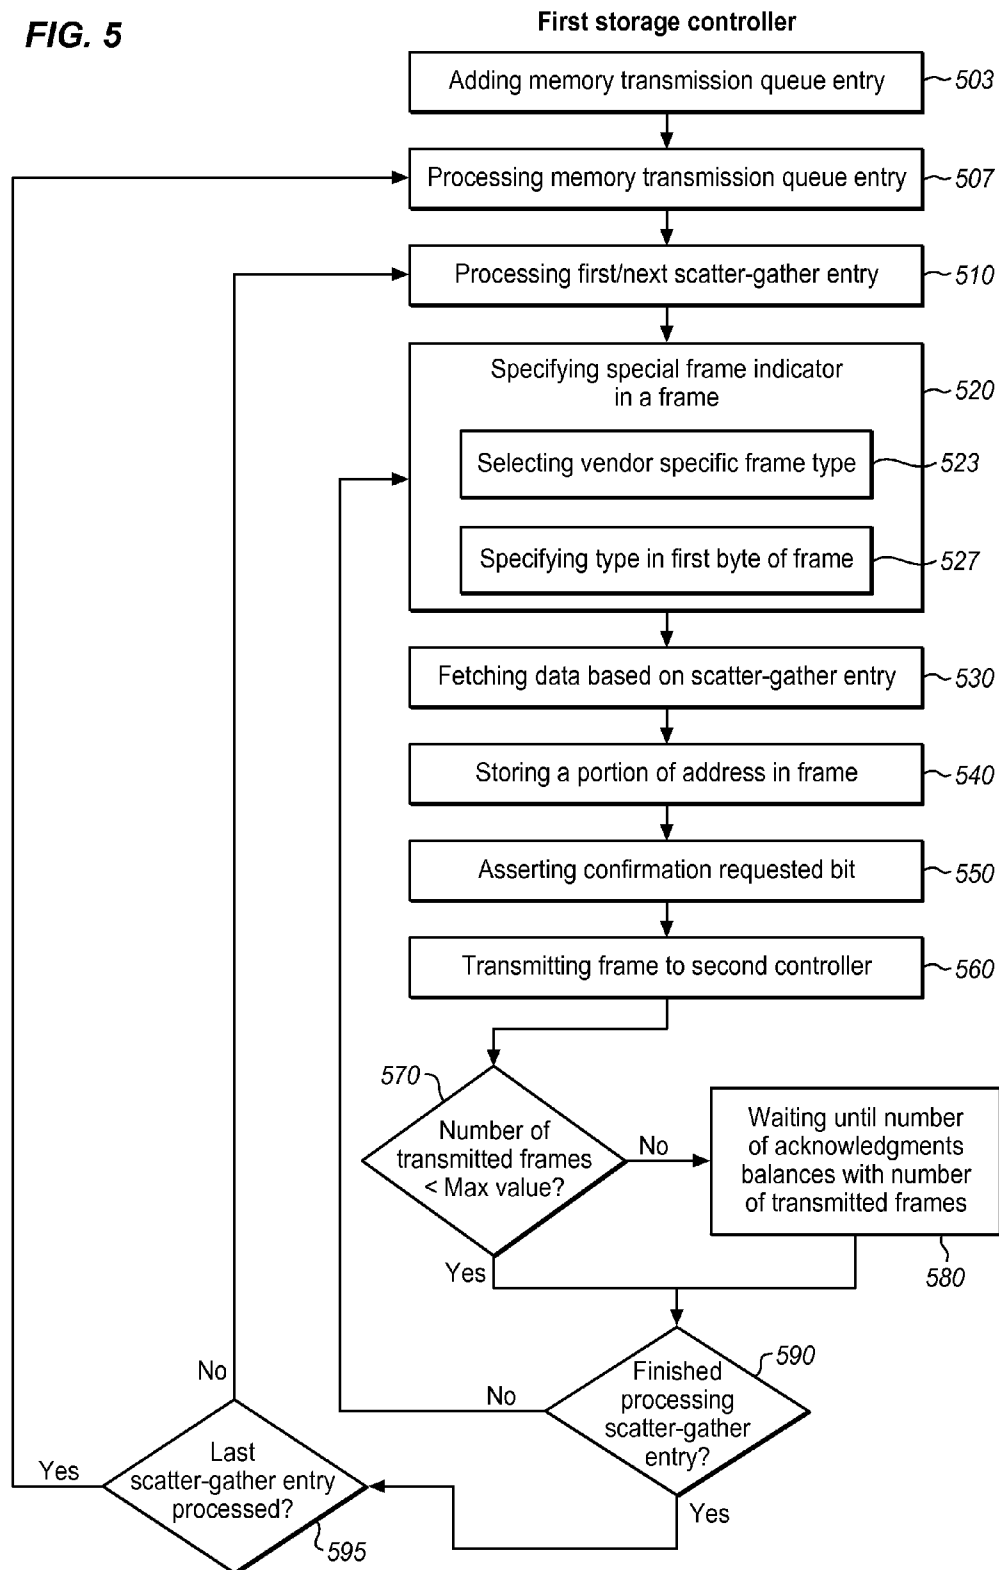 FIG. 5
First storage controller
Adding memory transmission queue entry
503
Processing memory transmission queue entry
507
Processing first/next scatter-gather entry
510
Specifying special frame indicator
in a frame
520
Selecting vendor specific frame type
523
Specifying type in first byte of frame
527
Fetching data based on scatter-gather entry
530
Storing a portion of address in frame
540
Asserting confirmation requested bit
550
Transmitting frame to second controller
560
570
Number of
transmitted frames
< Max value?
No
Yes
Waiting until number
of acknowledgments
balances with number
of transmitted frames
580
Finished
processing
scatter-gather
entry?
590
No
Yes
Last
scatter-gather entry
processed?
595
No
Yes